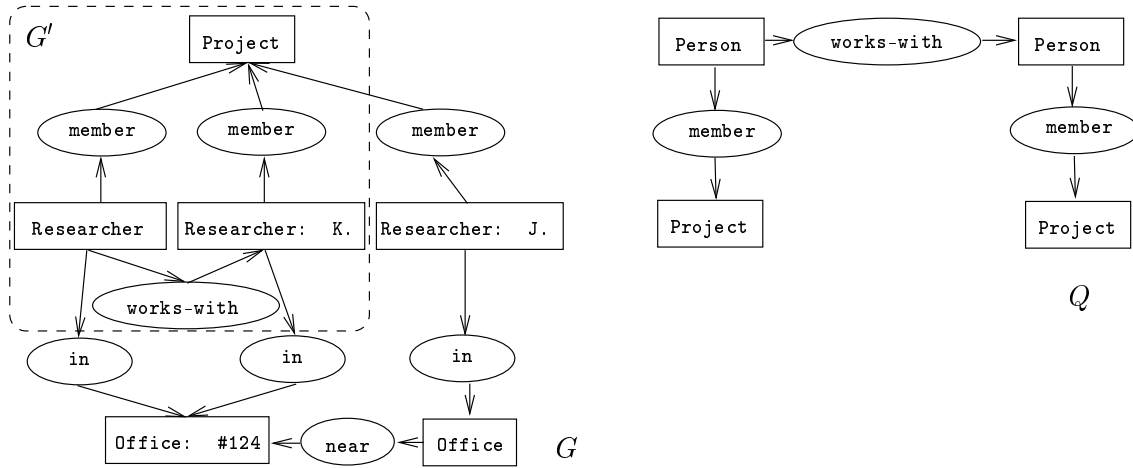 G′
Project
member
member
member
Researcher
Researcher: K.
Researcher: J.
works-with
in
in
in
Office: #124
near
Office
G
Person
works-with
Person
member
member
Project
Project
Q